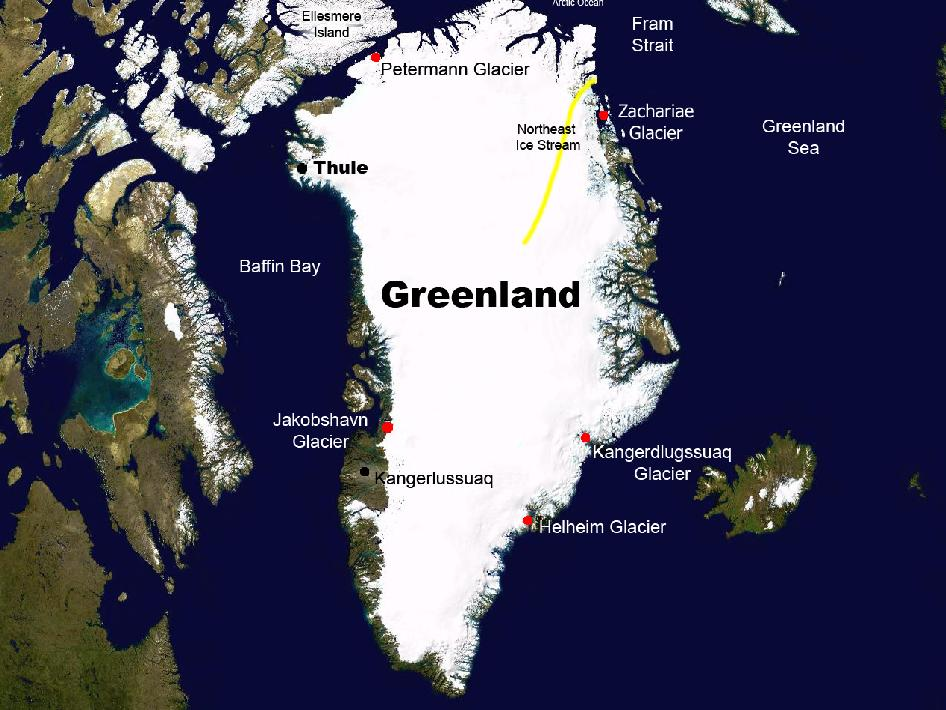 Arctic Ocean
Ellesmere
Island
Fram
Strait
Petermann Glacier
Zachariae
Glacier
Northeast
Ice Stream
Greenland
Sea
Thule
Baffin Bay
Greenland
Jakobshavn
Glacier
Kangerdlugssuaq
Glacier
Kangerlussuaq
Helheim Glacier